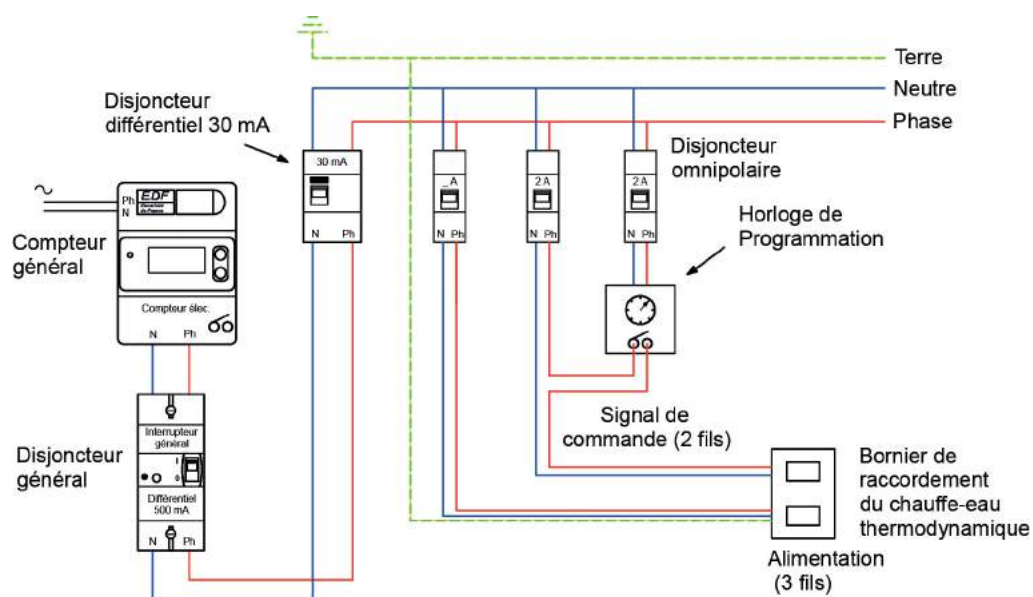 Terre
Neutre
Phase
Disjoncteur
différentiel 30 mA
30 mA
N Ph
_ A
N Ph
2 A
N Ph
2 A
N Ph
Disjoncteur
omnipolaire
Horloge de
Programmation
Ph
N
EDF
Compteur
général
Compteur élec.
N Ph
Disjoncteur
général
Interrupteur
général
I
0
Différentiel
500 mA
N Ph
Signal de
commande (2 fils)
Bornier de
raccordement
du chauffe-eau
thermodynamique
Alimentation
(3 fils)